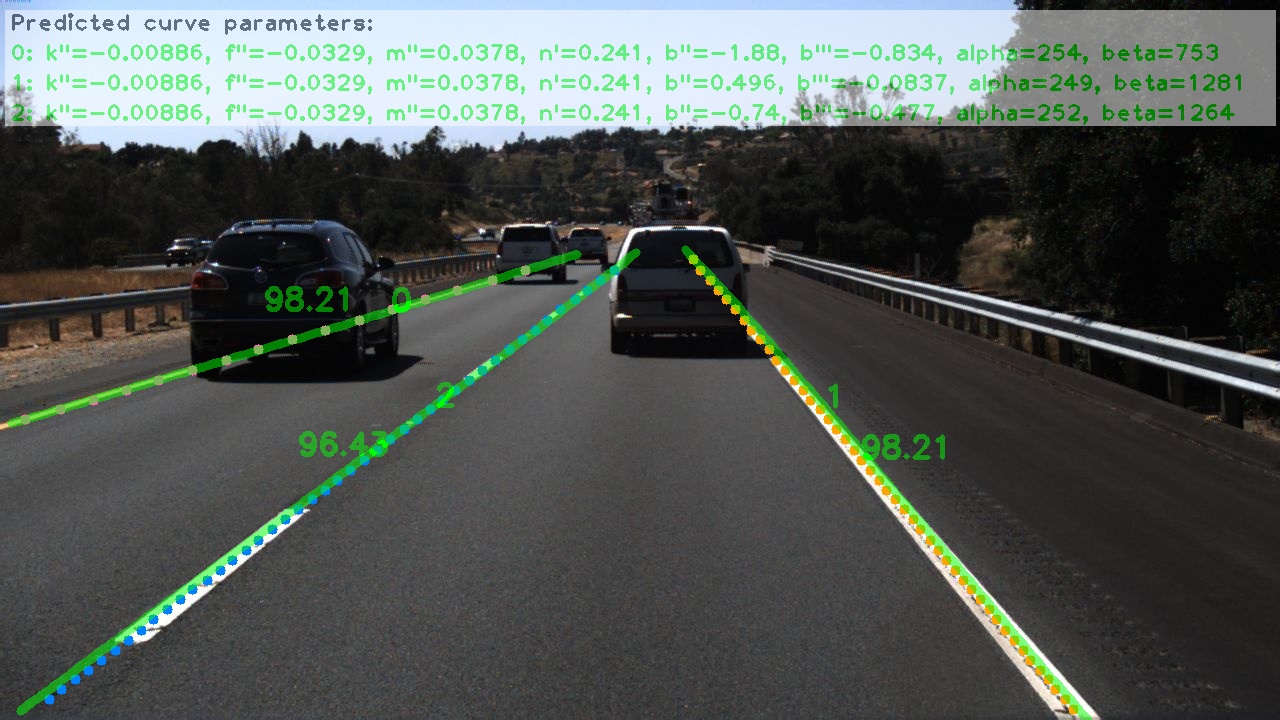 Predicted curve parameters:
0: k''=-0.00886, f''=-0.0329, m''=0.0378, n'=0.241, b''=-1.88, b'''=-0.834, alpha=254, beta=753
1: k''=-0.00886, f''=-0.0329, m''=0.0378, n'=0.241, b''=0.496, b'''=-0.0837, alpha=249, beta=1281
2: k''=-0.00886, f''=-0.0329, m''=0.0378, n'=0.241, b''=-0.74, b'''=-0.477, alpha=252, beta=1264
98.21 0
2 1
96.43 98.21